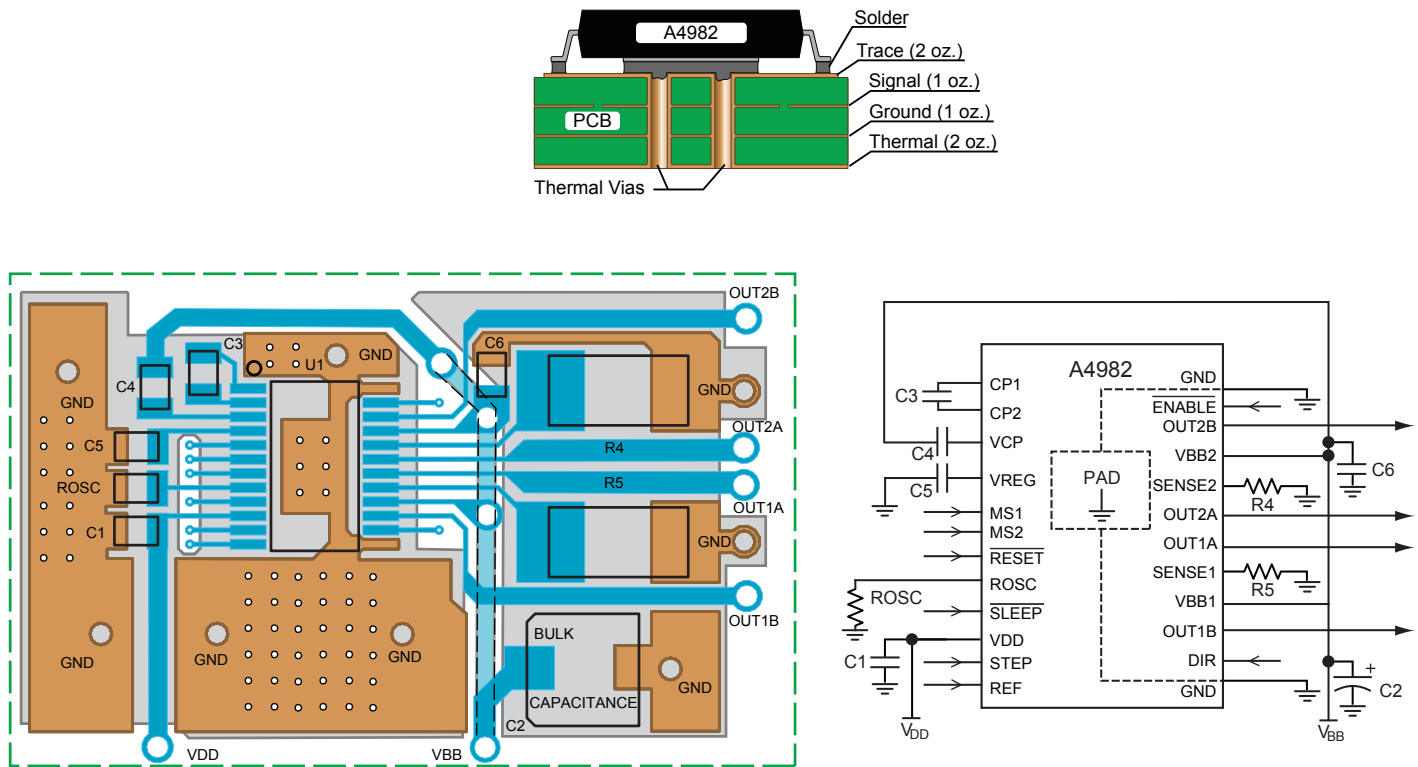 A4982
Solder
Trace (2 oz.)
Signal (1 oz.)
Ground (1 oz.)
Thermal (2 oz.)
PCB
Thermal Vias
OUT2B
C3
U1
GND
C6
C4
GND
GND
OUT2A
C5
R4
ROSC
R5
OUT1A
C1
GND
OUT1B
BULK
GND
GND
GND
GND
CAPACITANCE
C2
VDD
VBB
A4982
CP1
GND
C3
ENABLE
CP2
OUT2B
VCP
VBB2
C4
C6
PAD
VREG
SENSE2
C5
R4
MS1
OUT2A
MS2
OUT1A
RESET
SENSE1
ROSC
ROSC
R5
VBB1
SLEEP
OUT1B
VDD
C1
STEP
DIR
REF
GND
+
C2
VDD
VBB